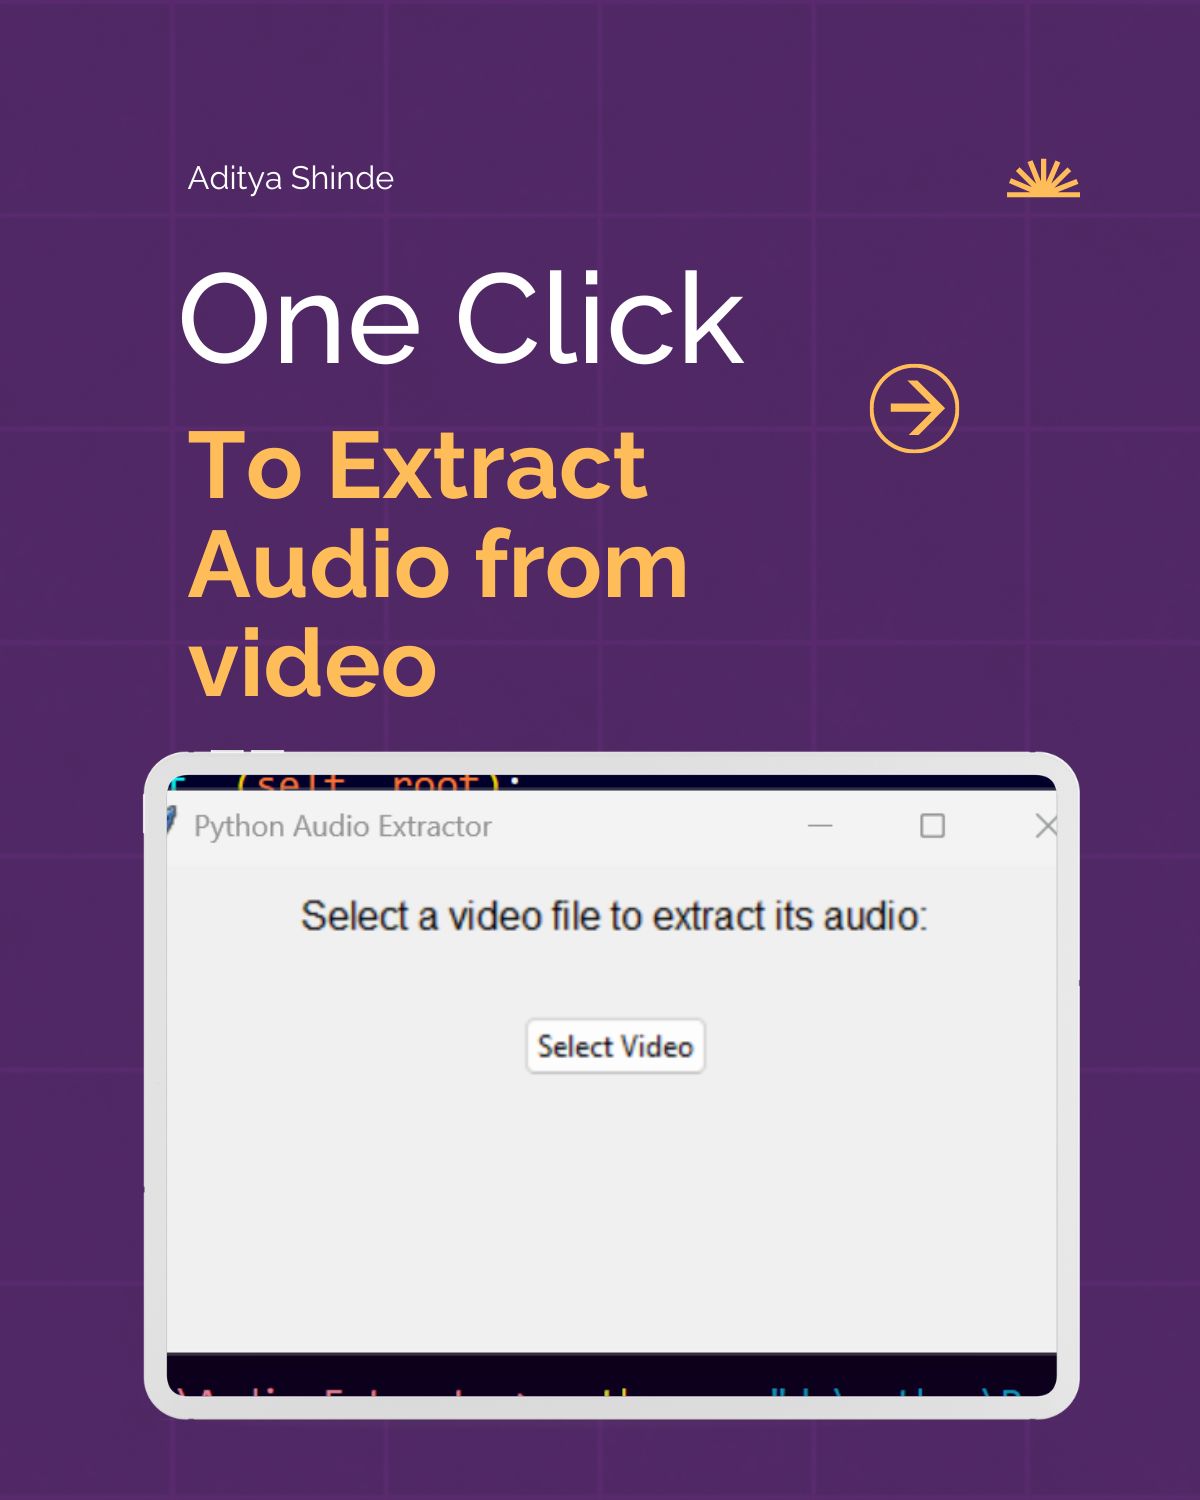 Aditya Shinde
One Click
To Extract
Audio from
video
(self, root):
Python Audio Extractor
Select a video file to extract its audio:
Select Video